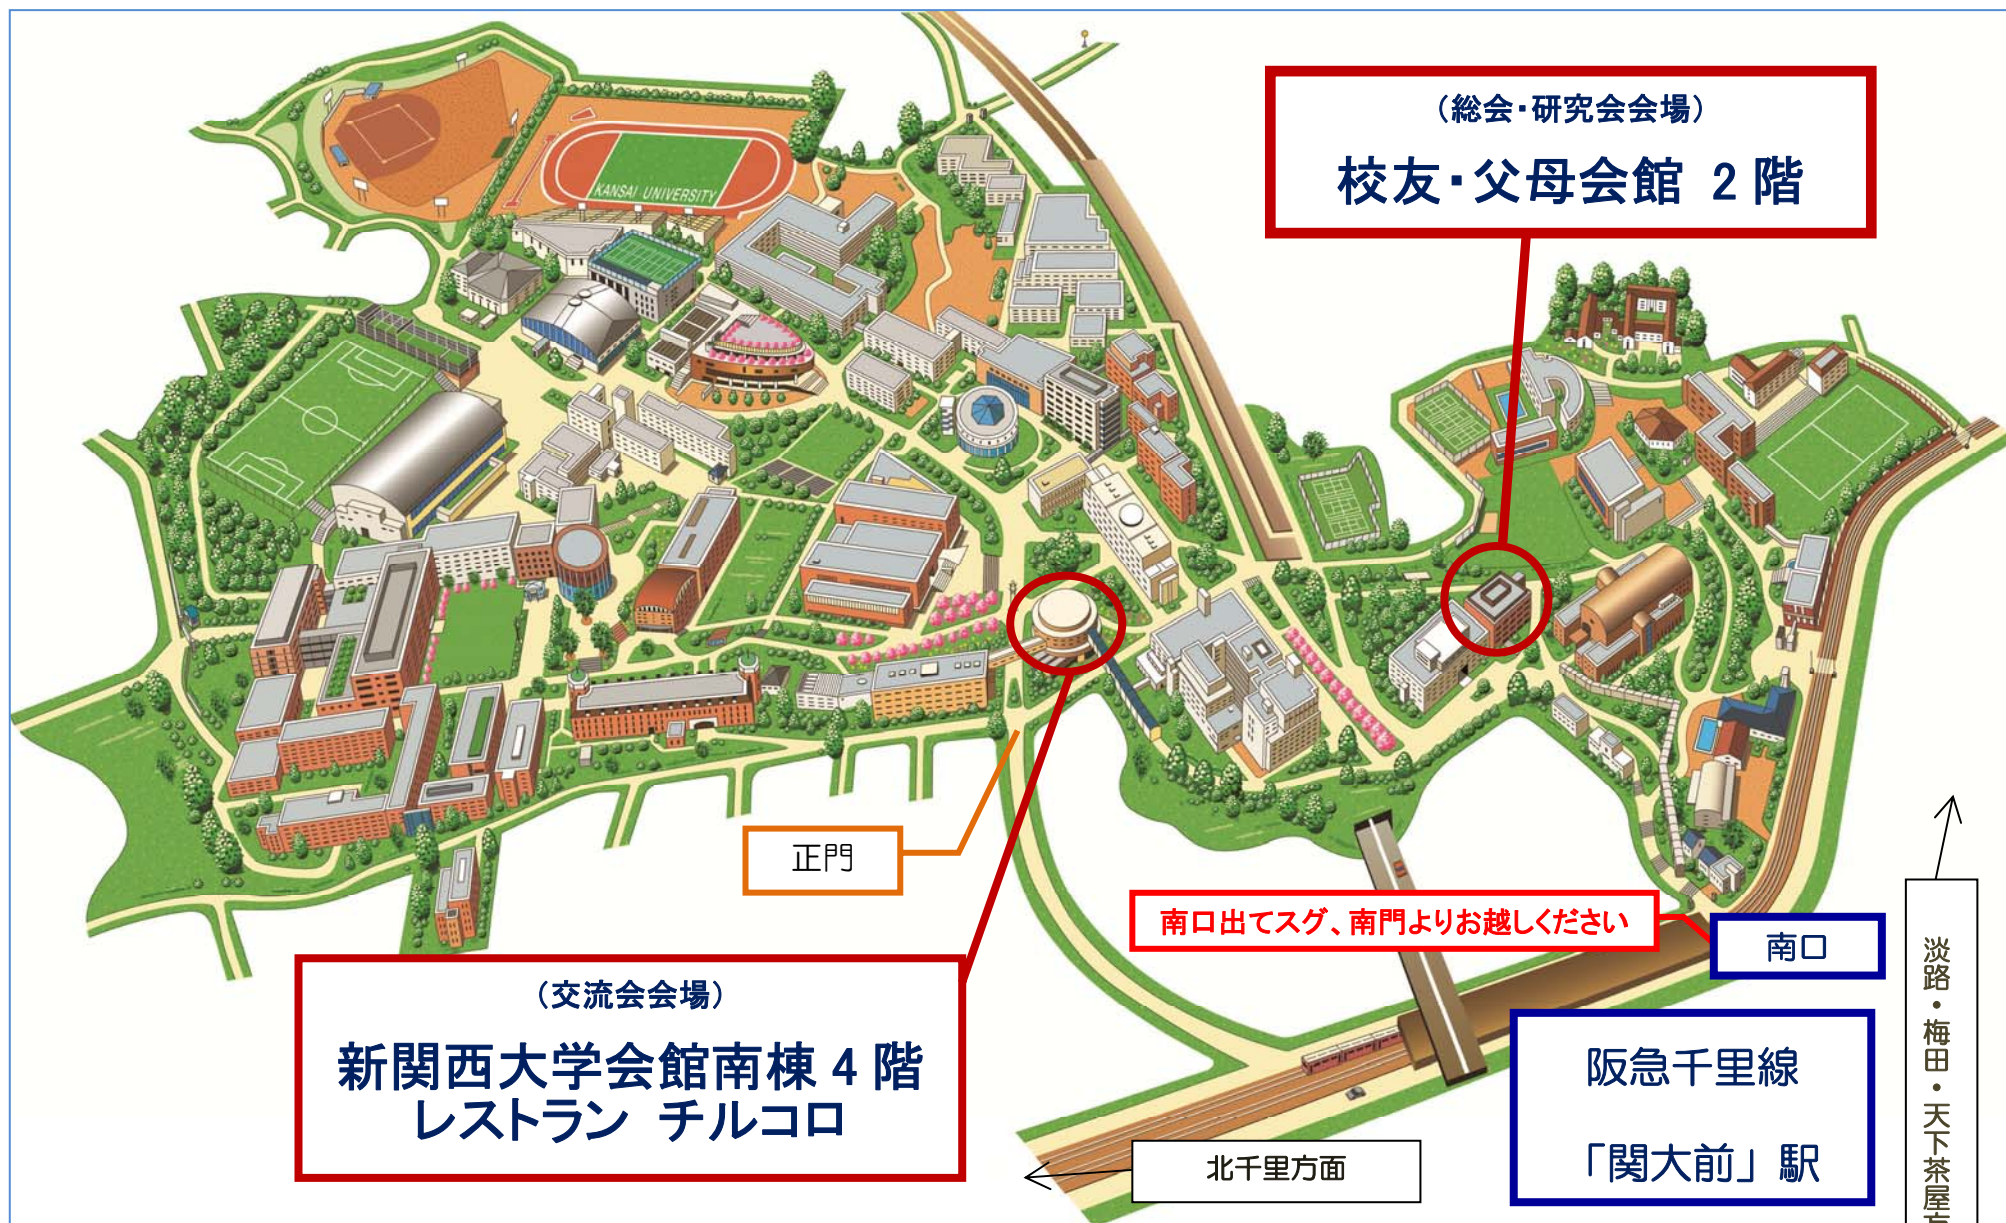 KANSAI UNIVERSITY
（総会・研究会会場）
校友・父母会館 2階
正門
南口出てスグ、南門よりお越しください
南口
（交流会会場）
新関西大学会館南棟4階
レストラン チルコロ
阪急千里線
「関大前」駅
北千里方面
淡路・梅田・天下茶屋方